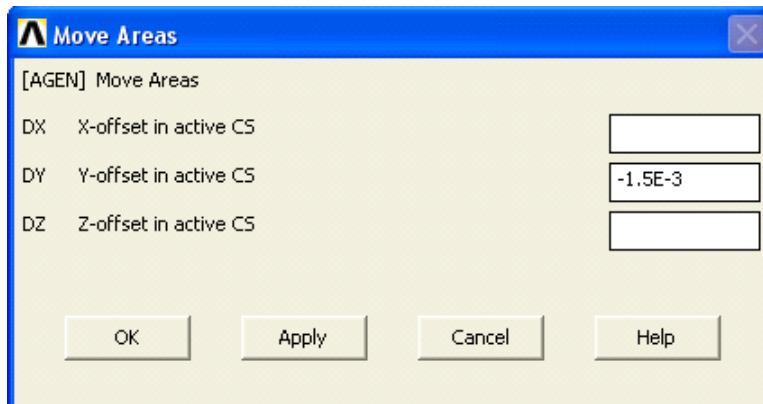 Move Areas
[AGEN] Move Areas
DX X-offset in active CS
DY Y-offset in active CS -1.5E-3
DZ Z-offset in active CS
OK Apply Cancel Help